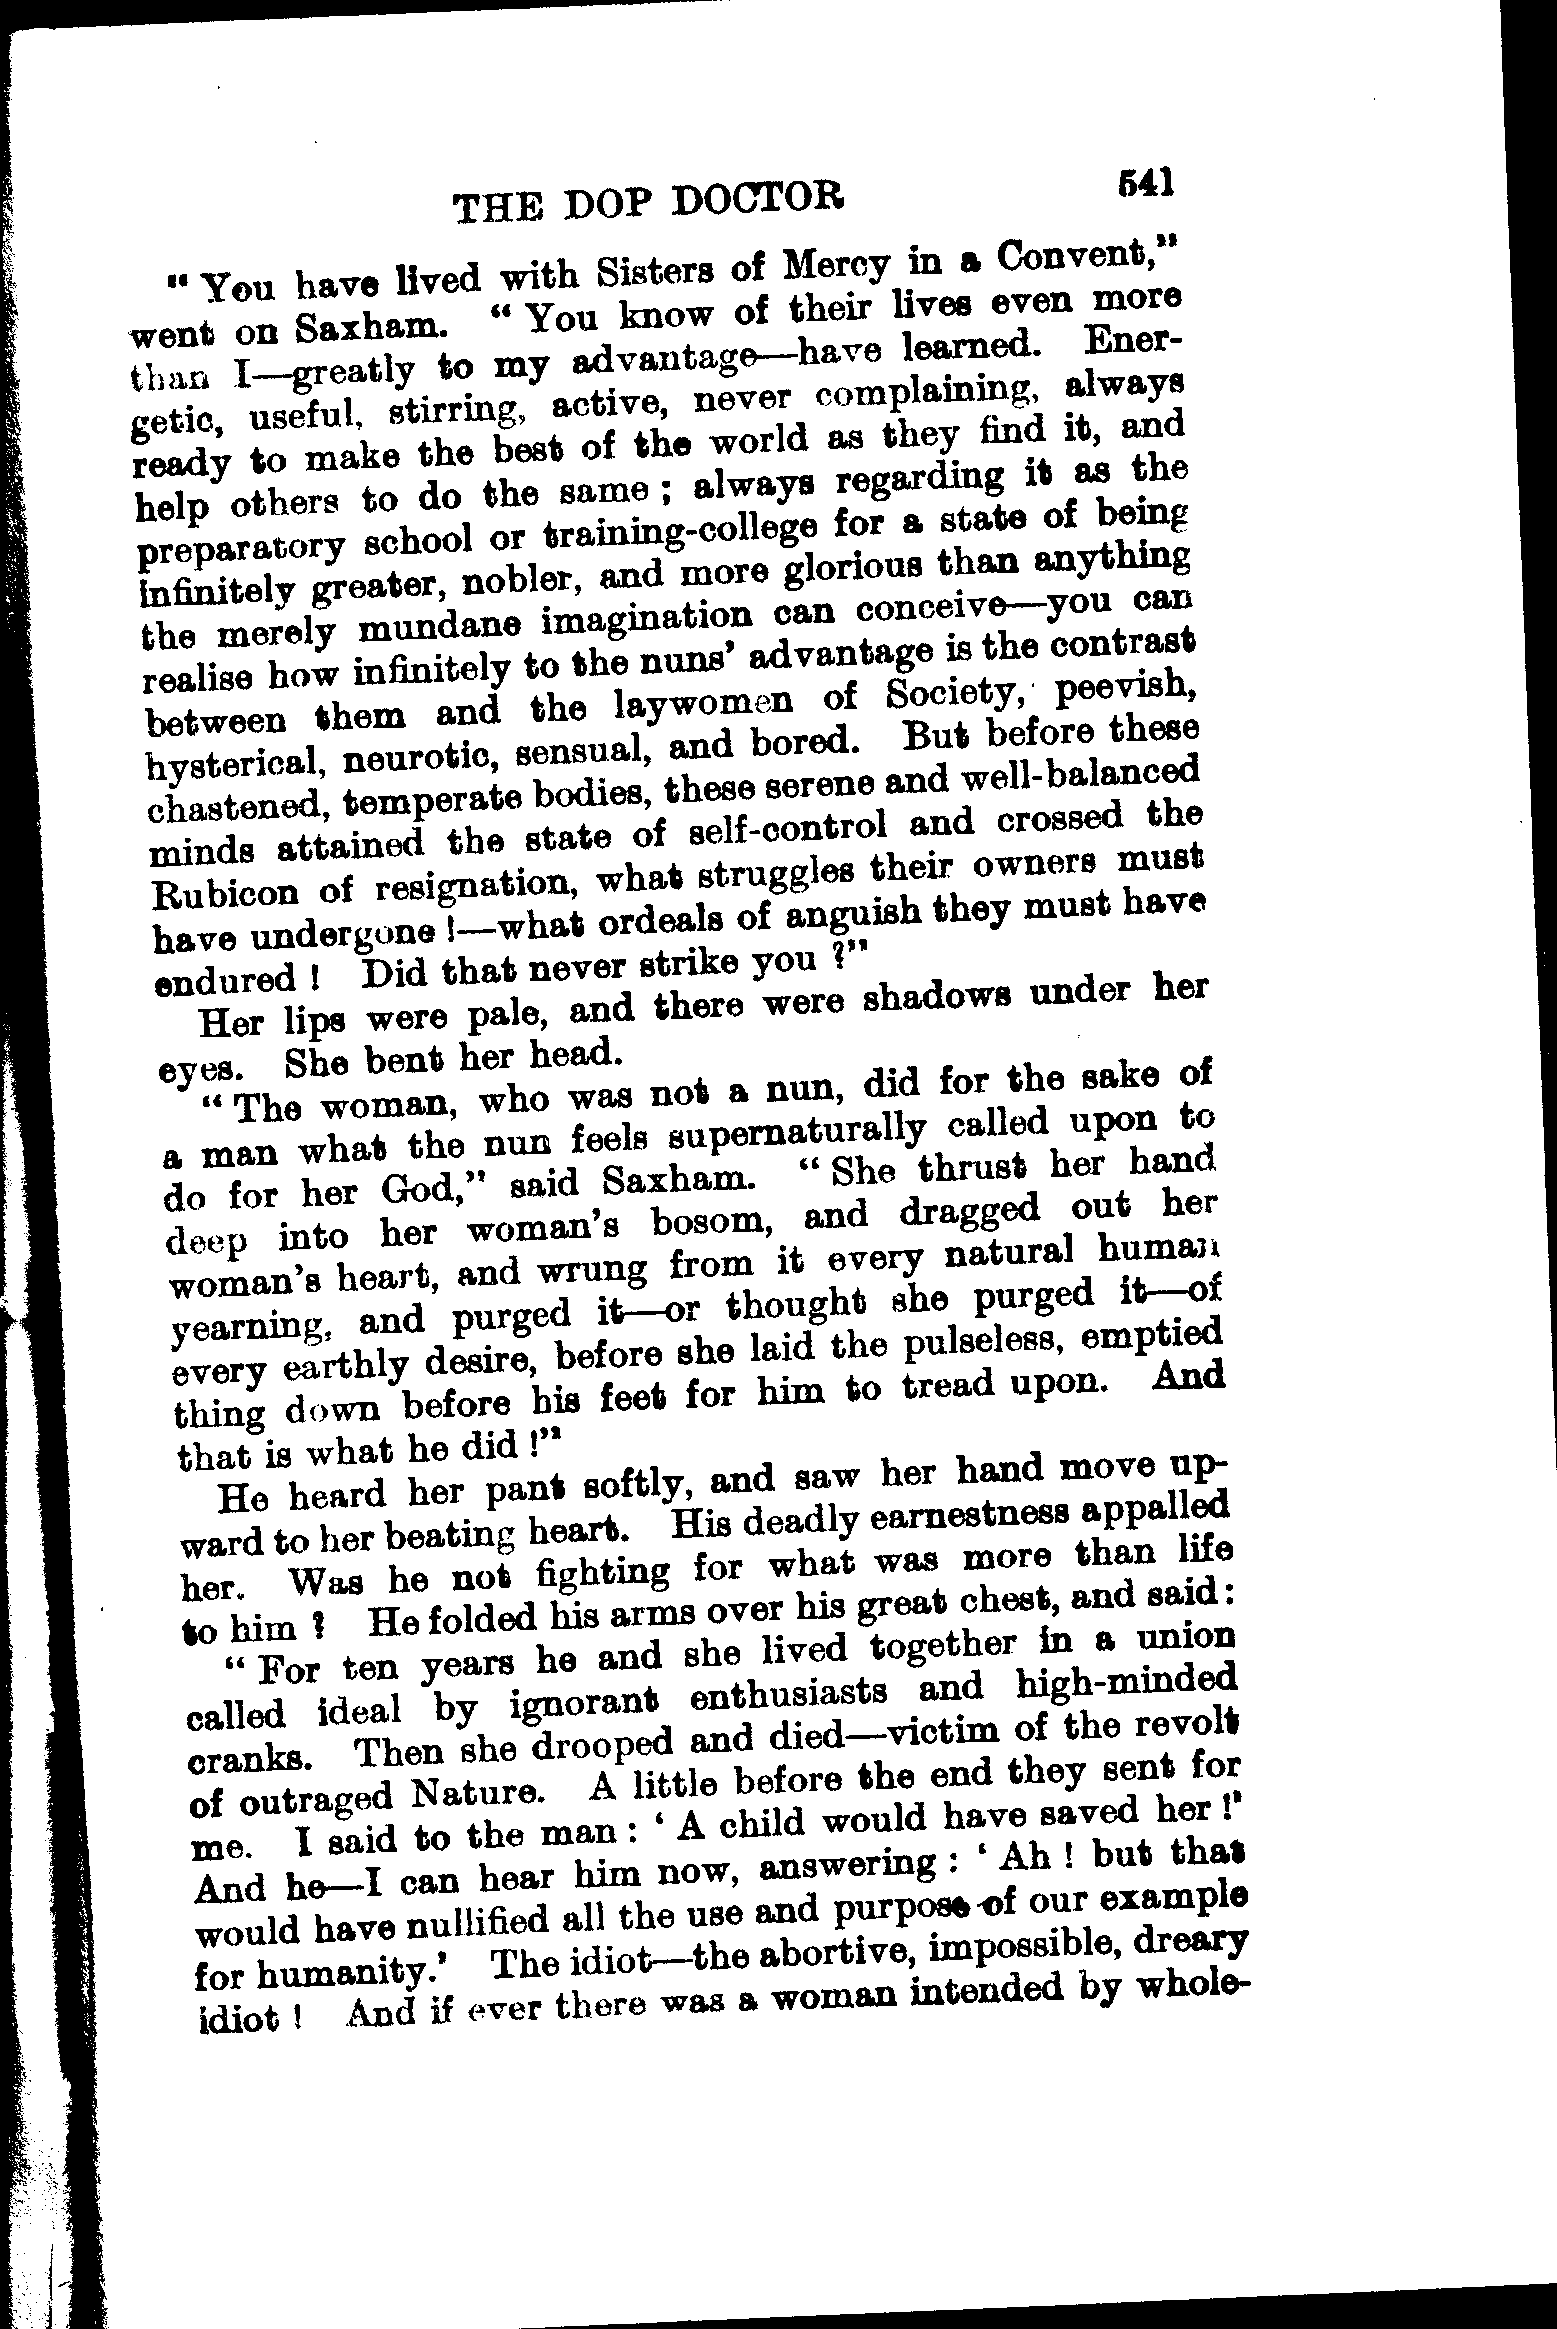 THE DOP DOCTOR 541
" You have lived with Sisters of Mercy in a Convent,"
went on Saxham. " You know of their lives even more
than I—greatly to my advantage—have learned. Ener-
getic, useful, stirring, active, never complaining, always
ready to make the best of the world as they find it, and
help others to do the same ; always regarding it as the
preparatory school or training-college for a state of being
infinitely greater, nobler, and more glorious than anything
the merely mundane imagination can conceive—you can
realise how infinitely to the nuns' advantage is the contrast
between them and the laywomen of Society, peevish,
hysterical, neurotic, sensual, and bored. But before these
chastened, temperate bodies, these serene and well-balanced
minds attained the state of self-control and crossed the
Rubicon of resignation, what struggles their owners must
have undergone !—what ordeals of anguish they must have
endured ! Did that never strike you ?"
Her lips were pale, and there were shadows under her
eyes. She bent her head.
" The woman, who was not a nun, did for the sake of
a man what the nun feels supernaturally called upon to
do for her God," said Saxham. " She thrust her hand
deep into her woman's bosom, and dragged out her
woman's heart, and wrung from it every natural human
yearning, and purged it—or thought she purged it—of
every earthly desire, before she laid the pulseless, emptied
thing down before his feet for him to tread upon. And
that is what he did !"
He heard her pant softly, and saw her hand move up-
ward to her beating heart. His deadly earnestness appalled
her. Was he not fighting for what was more than life
to him ? He folded his arms over his great chest, and said :
" For ten years he and she lived together in a union
called ideal by ignorant enthusiasts and high-minded
cranks. Then she drooped and died—victim of the revolt
of outraged Nature. A little before the end they sent for
me. I said to the man : ' A child would have saved her !'
And he—I can hear him now, answering : ' Ah ! but that
would have nullified all the use and purpose of our example
for humanity.' The idiot—the abortive, impossible, dreary
idiot ! And if ever there was a woman intended by whole-